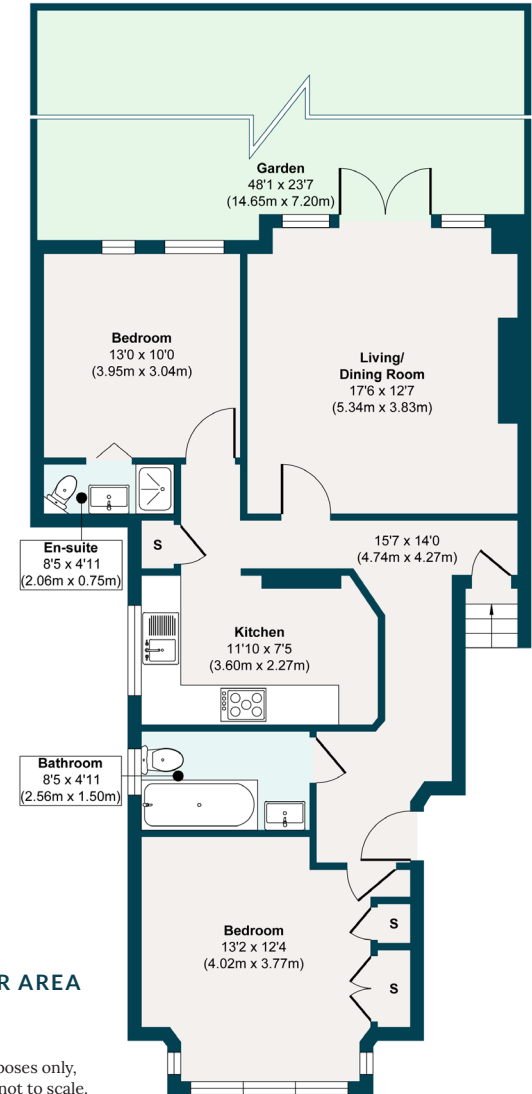 Garden
48'1 x 23'7
(14.65m x 7.20m)
Bedroom
13'0 x 10'0
(3.95m x 3.04m)
Living/
Dining Room
17'6 x 12'7
(5.34m x 3.83m)
En-suite
8'5 x 4'11
(2.06m x 0.75m)
S
15'7 x 14'0
(4.74m x 4.27m)
Kitchen
11'10 x 7'5
(3.60m x 2.27m)
Bathroom
8'5 x 4'11
(2.56m x 1.50m)
Bedroom
13'2 x 12'4
(4.02m x 3.77m)
S
S
R AREA
poses only,
not to scale.